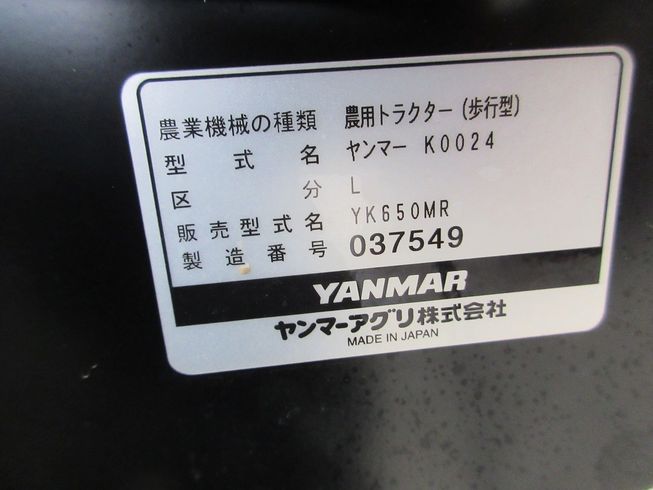 農業機械の種類 農用トラクター(歩行型)
型式名 ヤンマー K0024
区分 L
販売型式名 YK650MR
製造番号 037549
YANMAR
ヤンマーアグリ株式会社
MADE IN JAPAN